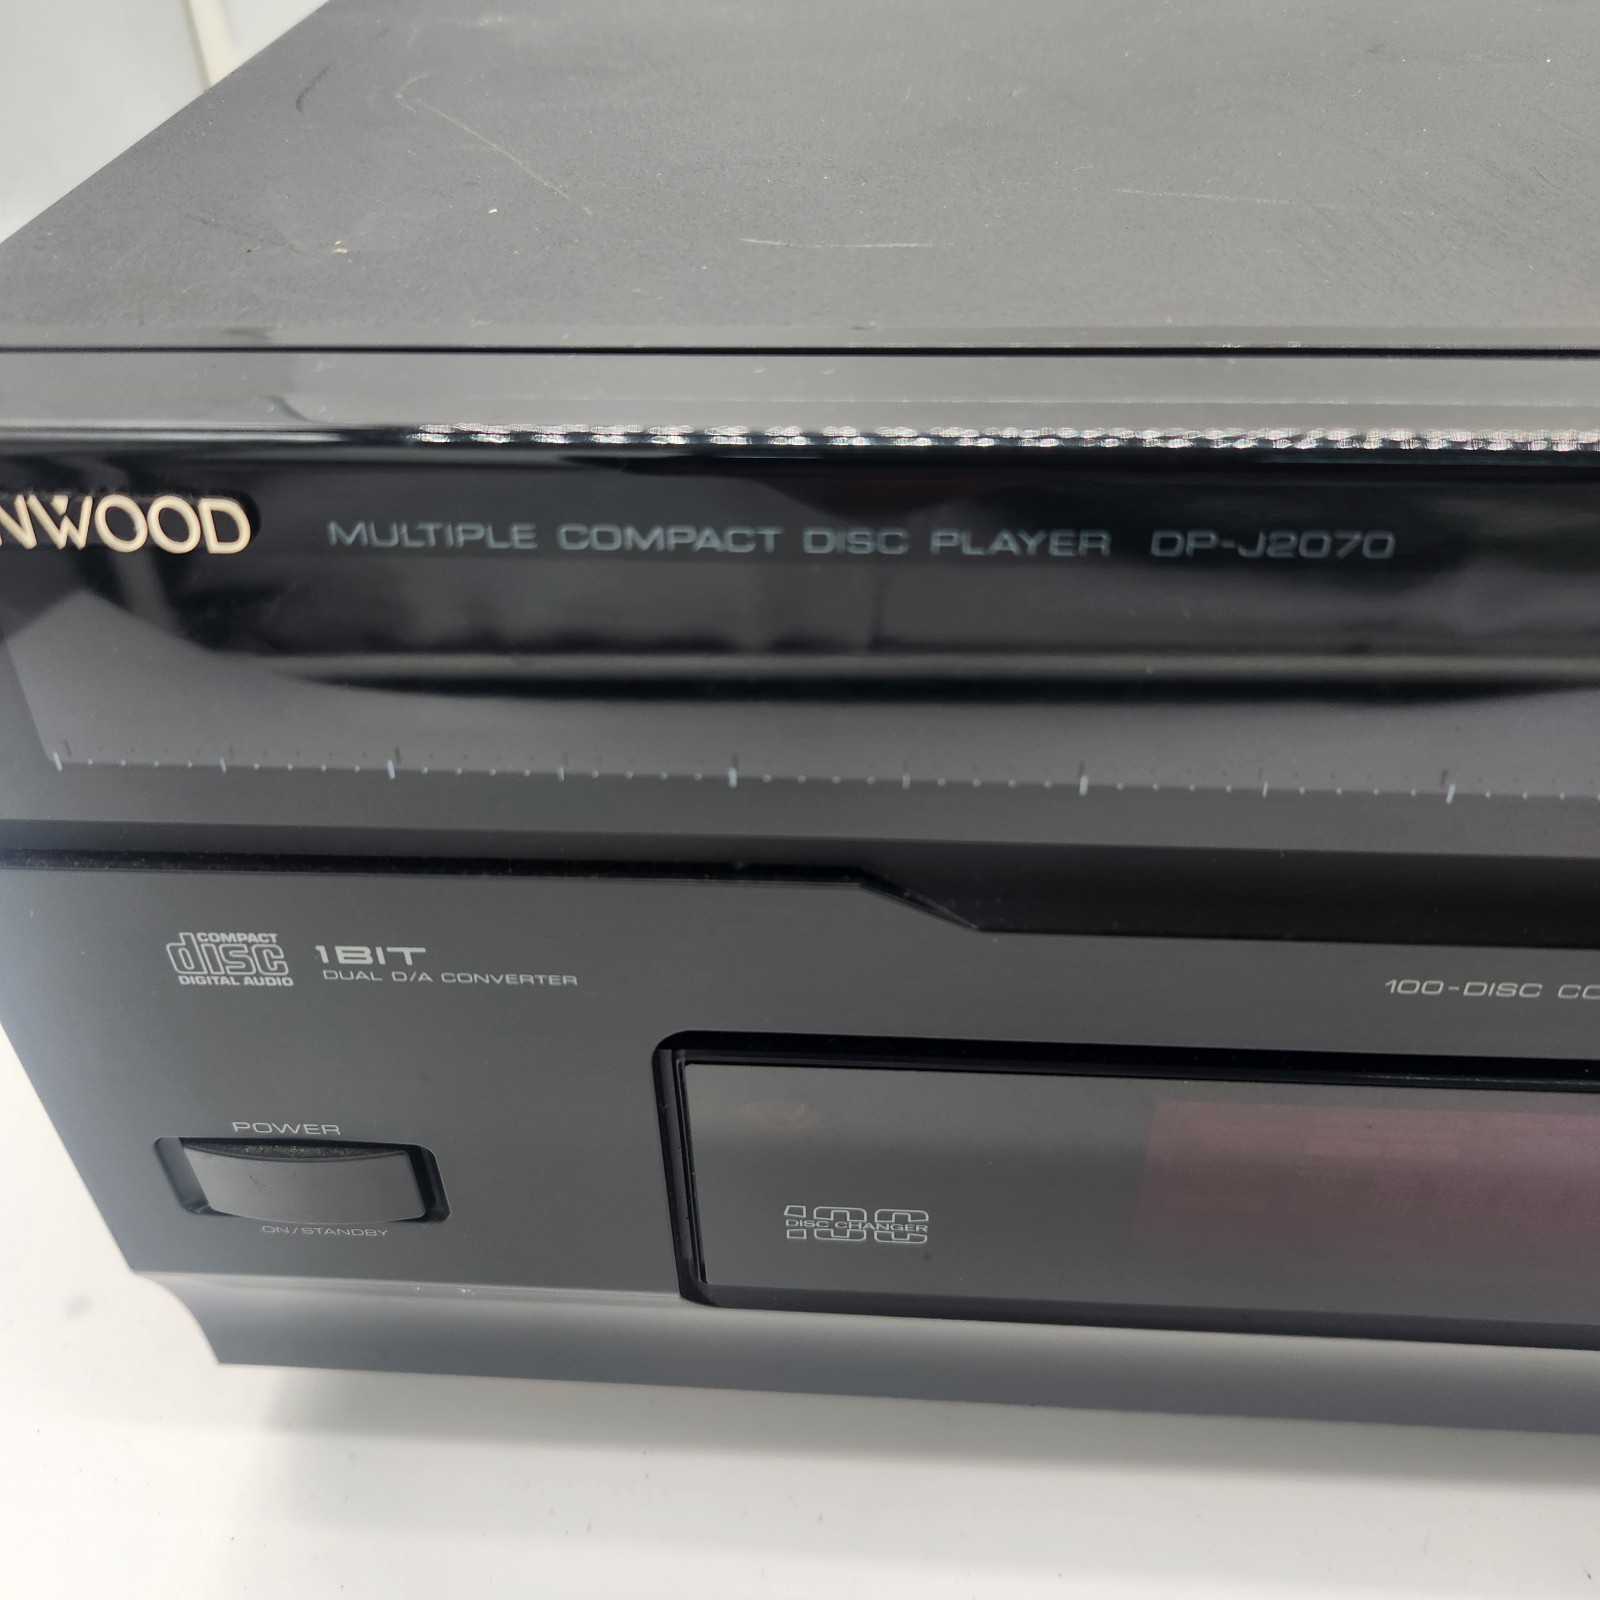 NWOOD MULTIPLE COMPACT DISC PLAYER DP-J2070
COMPACT
disc
DIGITAL AUDIO
1BIT
DUAL D/A CONVERTER
100-DISC CO
POWER
ON/STANDBY
100
DISC CHANGER